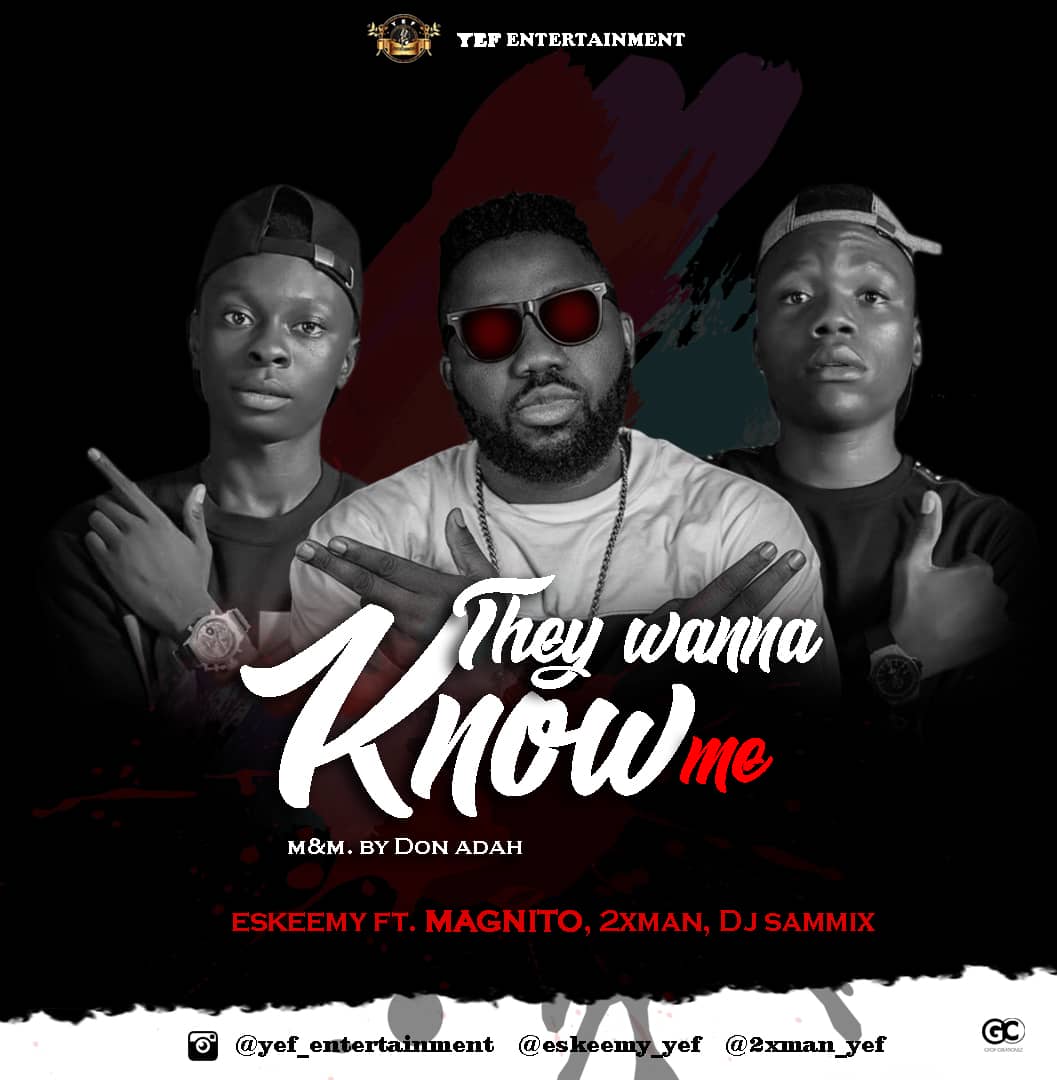 YEF
YEF ENTERTAINMENT
They wanna
Know me
M&M. BY DON ADAH
ESKEEMY FT. MAGNITO, 2XMAN, DJ SAMMIX
@yef_entertainment @eskeemy_yef @2xman_yef
GC